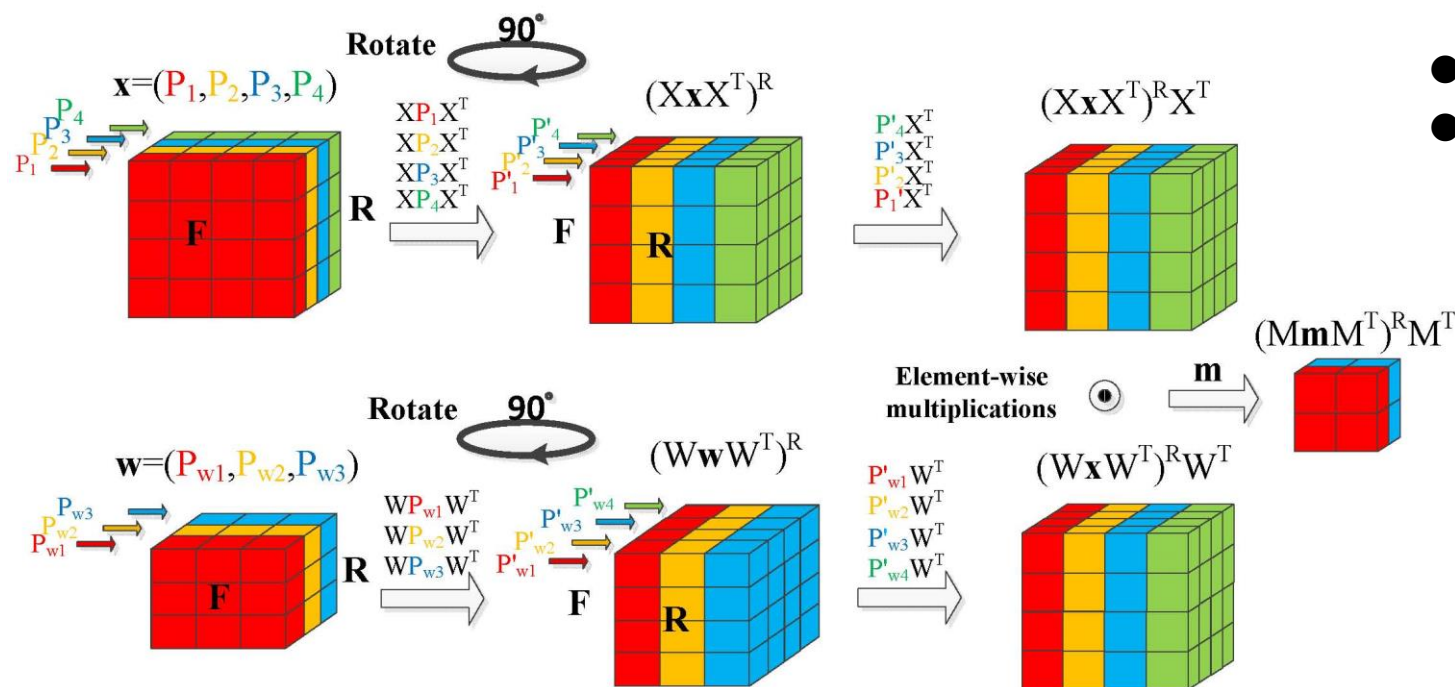 Rotate 90°
x=(P₁,P₂,P₃,P₄)
P₄
P₃
P₂
P₁
F
R
XP₁Xᵀ
XP₂Xᵀ
XP₃Xᵀ
XP₄Xᵀ
(XxXᵀ)ᴿ
P'₄
P'₃
P'₂
P'₁
F
R
P'₄Xᵀ
P'₃Xᵀ
P'₂Xᵀ
P₁'Xᵀ
(XxXᵀ)ᴿXᵀ
Element-wise
multiplications
m
(MmMᵀ)ᴿMᵀ
Rotate 90°
w=(Pw1,Pw2,Pw3)
Pw3
Pw2
Pw1
F
R
WPw1Wᵀ
WPw2Wᵀ
WPw3Wᵀ
(WwWᵀ)ᴿ
P'w4
P'w3
P'w2
P'w1
F
R
P'w1Wᵀ
P'w2Wᵀ
P'w3Wᵀ
P'w4Wᵀ
(WxWᵀ)ᴿWᵀ